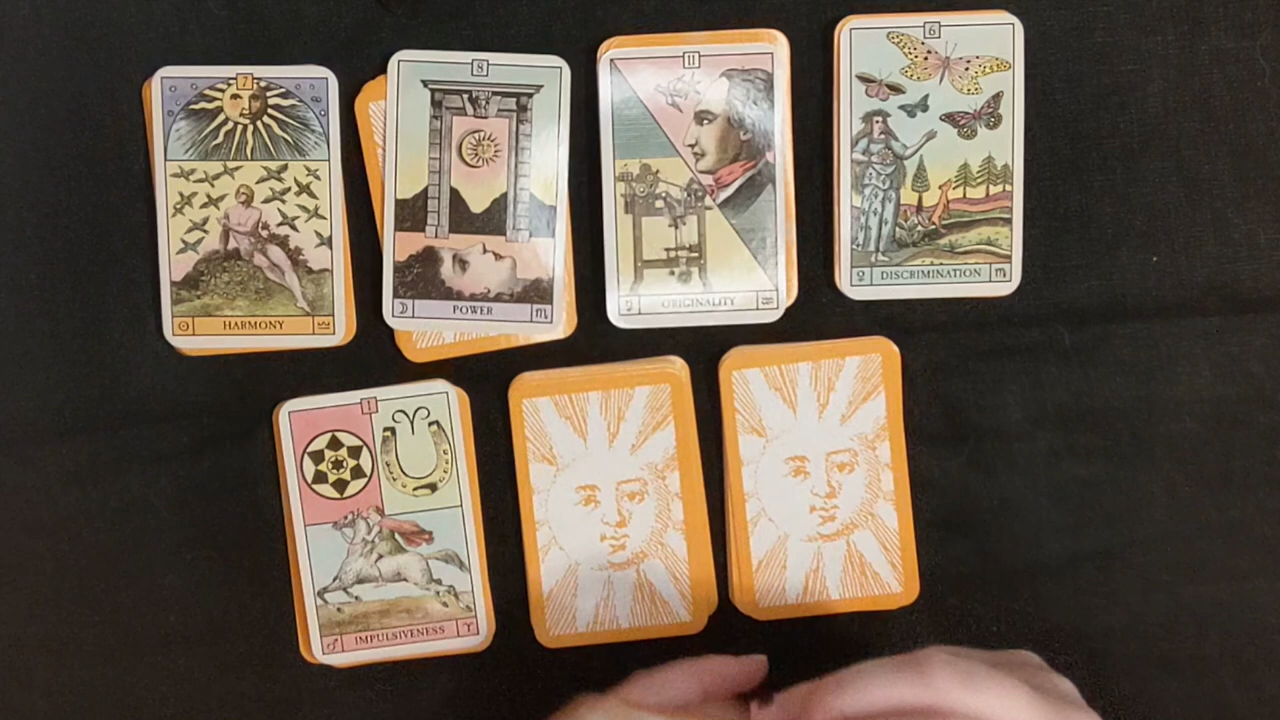 7
HARMONY
8
POWER
11
ORIGINALITY
6
DISCRIMINATION
1
IMPULSIVENESS